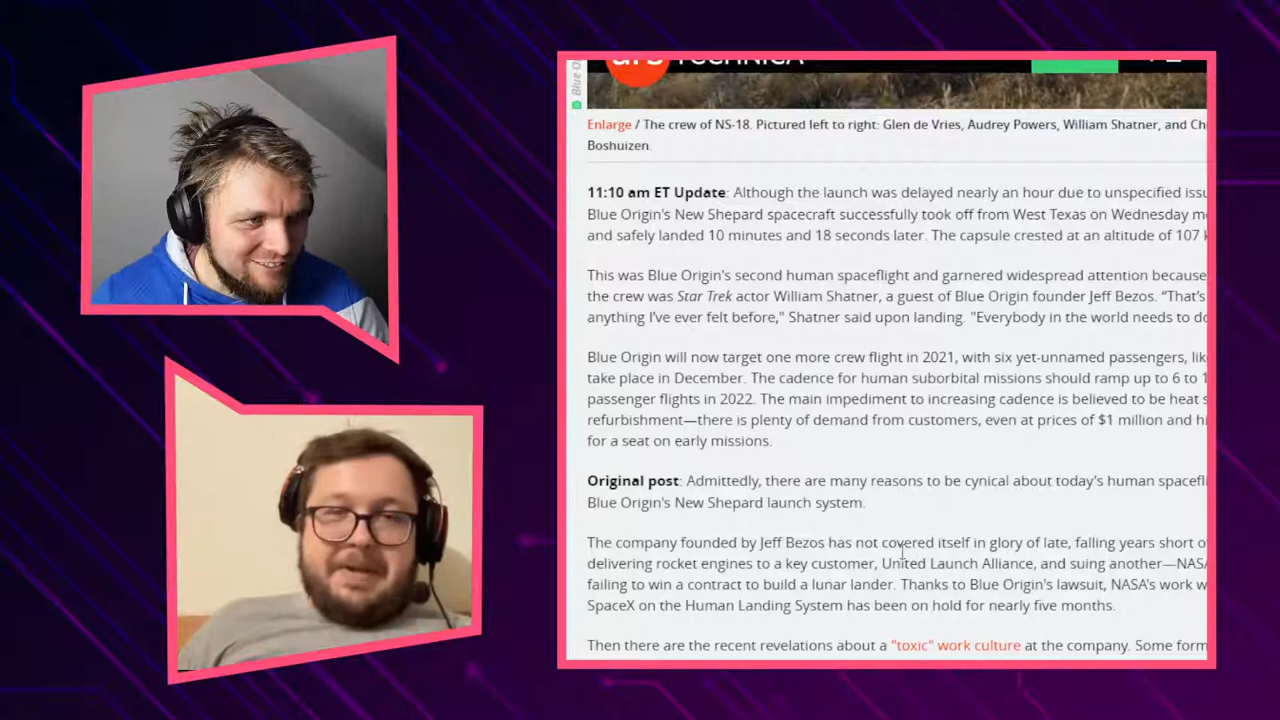 Blue O
TECHNICA
Enlarge / The crew of NS-18. Pictured left to right: Glen de Vries, Audrey Powers, William Shatner, and Ch
Boshuizen.
11:10 am ET Update: Although the launch was delayed nearly an hour due to unspecified issu
Blue Origin's New Shepard spacecraft successfully took off from West Texas on Wednesday m
and safely landed 10 minutes and 18 seconds later. The capsule crested at an altitude of 107 k
This was Blue Origin's second human spaceflight and garnered widespread attention because
the crew was Star Trek actor William Shatner, a guest of Blue Origin founder Jeff Bezos. “That's
anything I've ever felt before," Shatner said upon landing. "Everybody in the world needs to do
Blue Origin will now target one more crew flight in 2021, with six yet-unnamed passengers, lik
take place in December. The cadence for human suborbital missions should ramp up to 6 to 1
passenger flights in 2022. The main impediment to increasing cadence is believed to be heat s
refurbishment—there is plenty of demand from customers, even at prices of $1 million and hi
for a seat on early missions.
Original post: Admittedly, there are many reasons to be cynical about today's human spacefli
Blue Origin's New Shepard launch system.
The company founded by Jeff Bezos has not covered itself in glory of late, falling years short o
delivering rocket engines to a key customer, United Launch Alliance, and suing another—NASA
failing to win a contract to build a lunar lander. Thanks to Blue Origin's lawsuit, NASA's work w
SpaceX on the Human Landing System has been on hold for nearly five months.
Then there are the recent revelations about a "toxic" work culture at the company. Some form